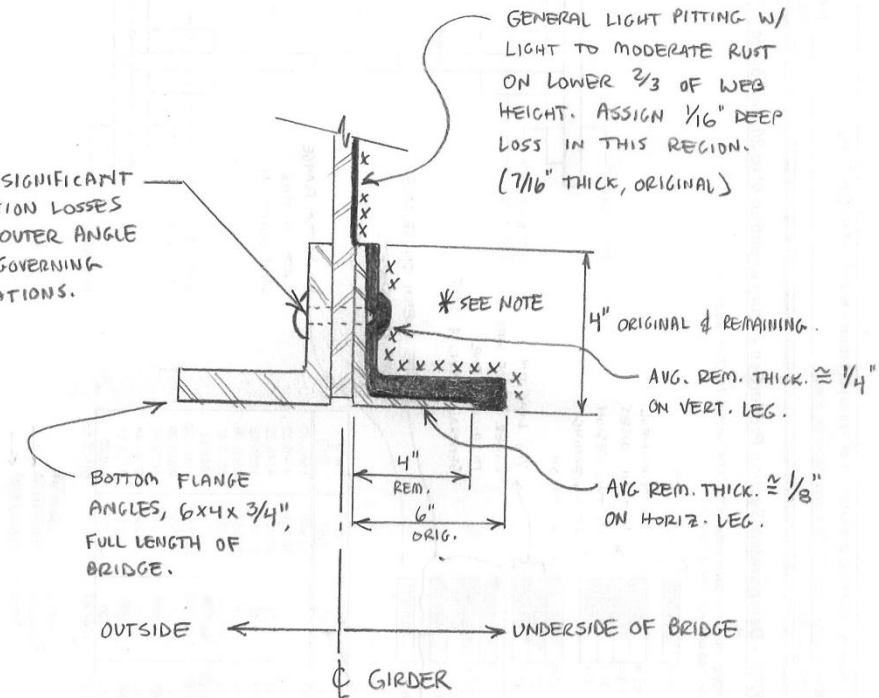 GENERAL LIGHT PITTING W/
LIGHT TO MODERATE RUST
ON LOWER 2/3 OF WEB
HEIGHT. ASSIGN 1/16" DEEP
LOSS IN THIS REGION.
(7/16" THICK, ORIGINAL)
SIGNIFICANT
TION LOSSES
OUTER ANGLE
GOVERNING
ATIONS.
* SEE NOTE
4" ORIGINAL & REMAINING.
AVG. REM. THICK. ≅ 1/4"
ON VERT. LEG.
4"
REM.
6"
ORIG.
AVG REM. THICK. ≅ 1/8"
ON HORIZ. LEG.
BOTTOM FLANGE
ANGLES, 6x4x 3/4",
FULL LENGTH OF
BRIDGE.
OUTSIDE
UNDERSIDE OF BRIDGE
℄ GIRDER